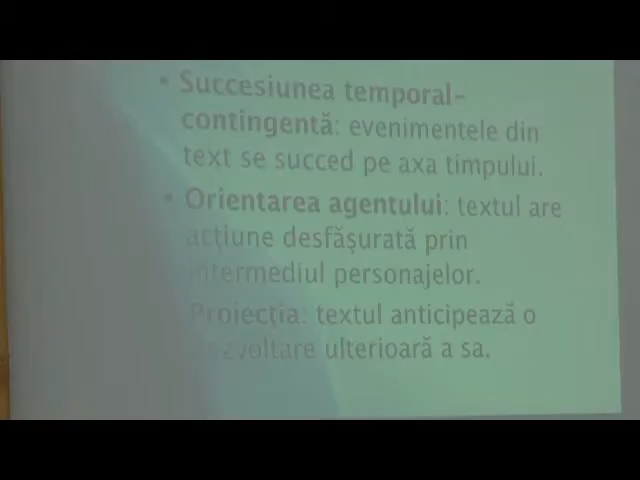 • Succesiunea temporal-
contingentă: evenimentele din
text se succed pe axa timpului.
• Orientarea agentului: textul are
acțiune desfășurată prin
intermediul personajelor.
Proiecția: textul anticipează o
dezvoltare ulterioară a sa.